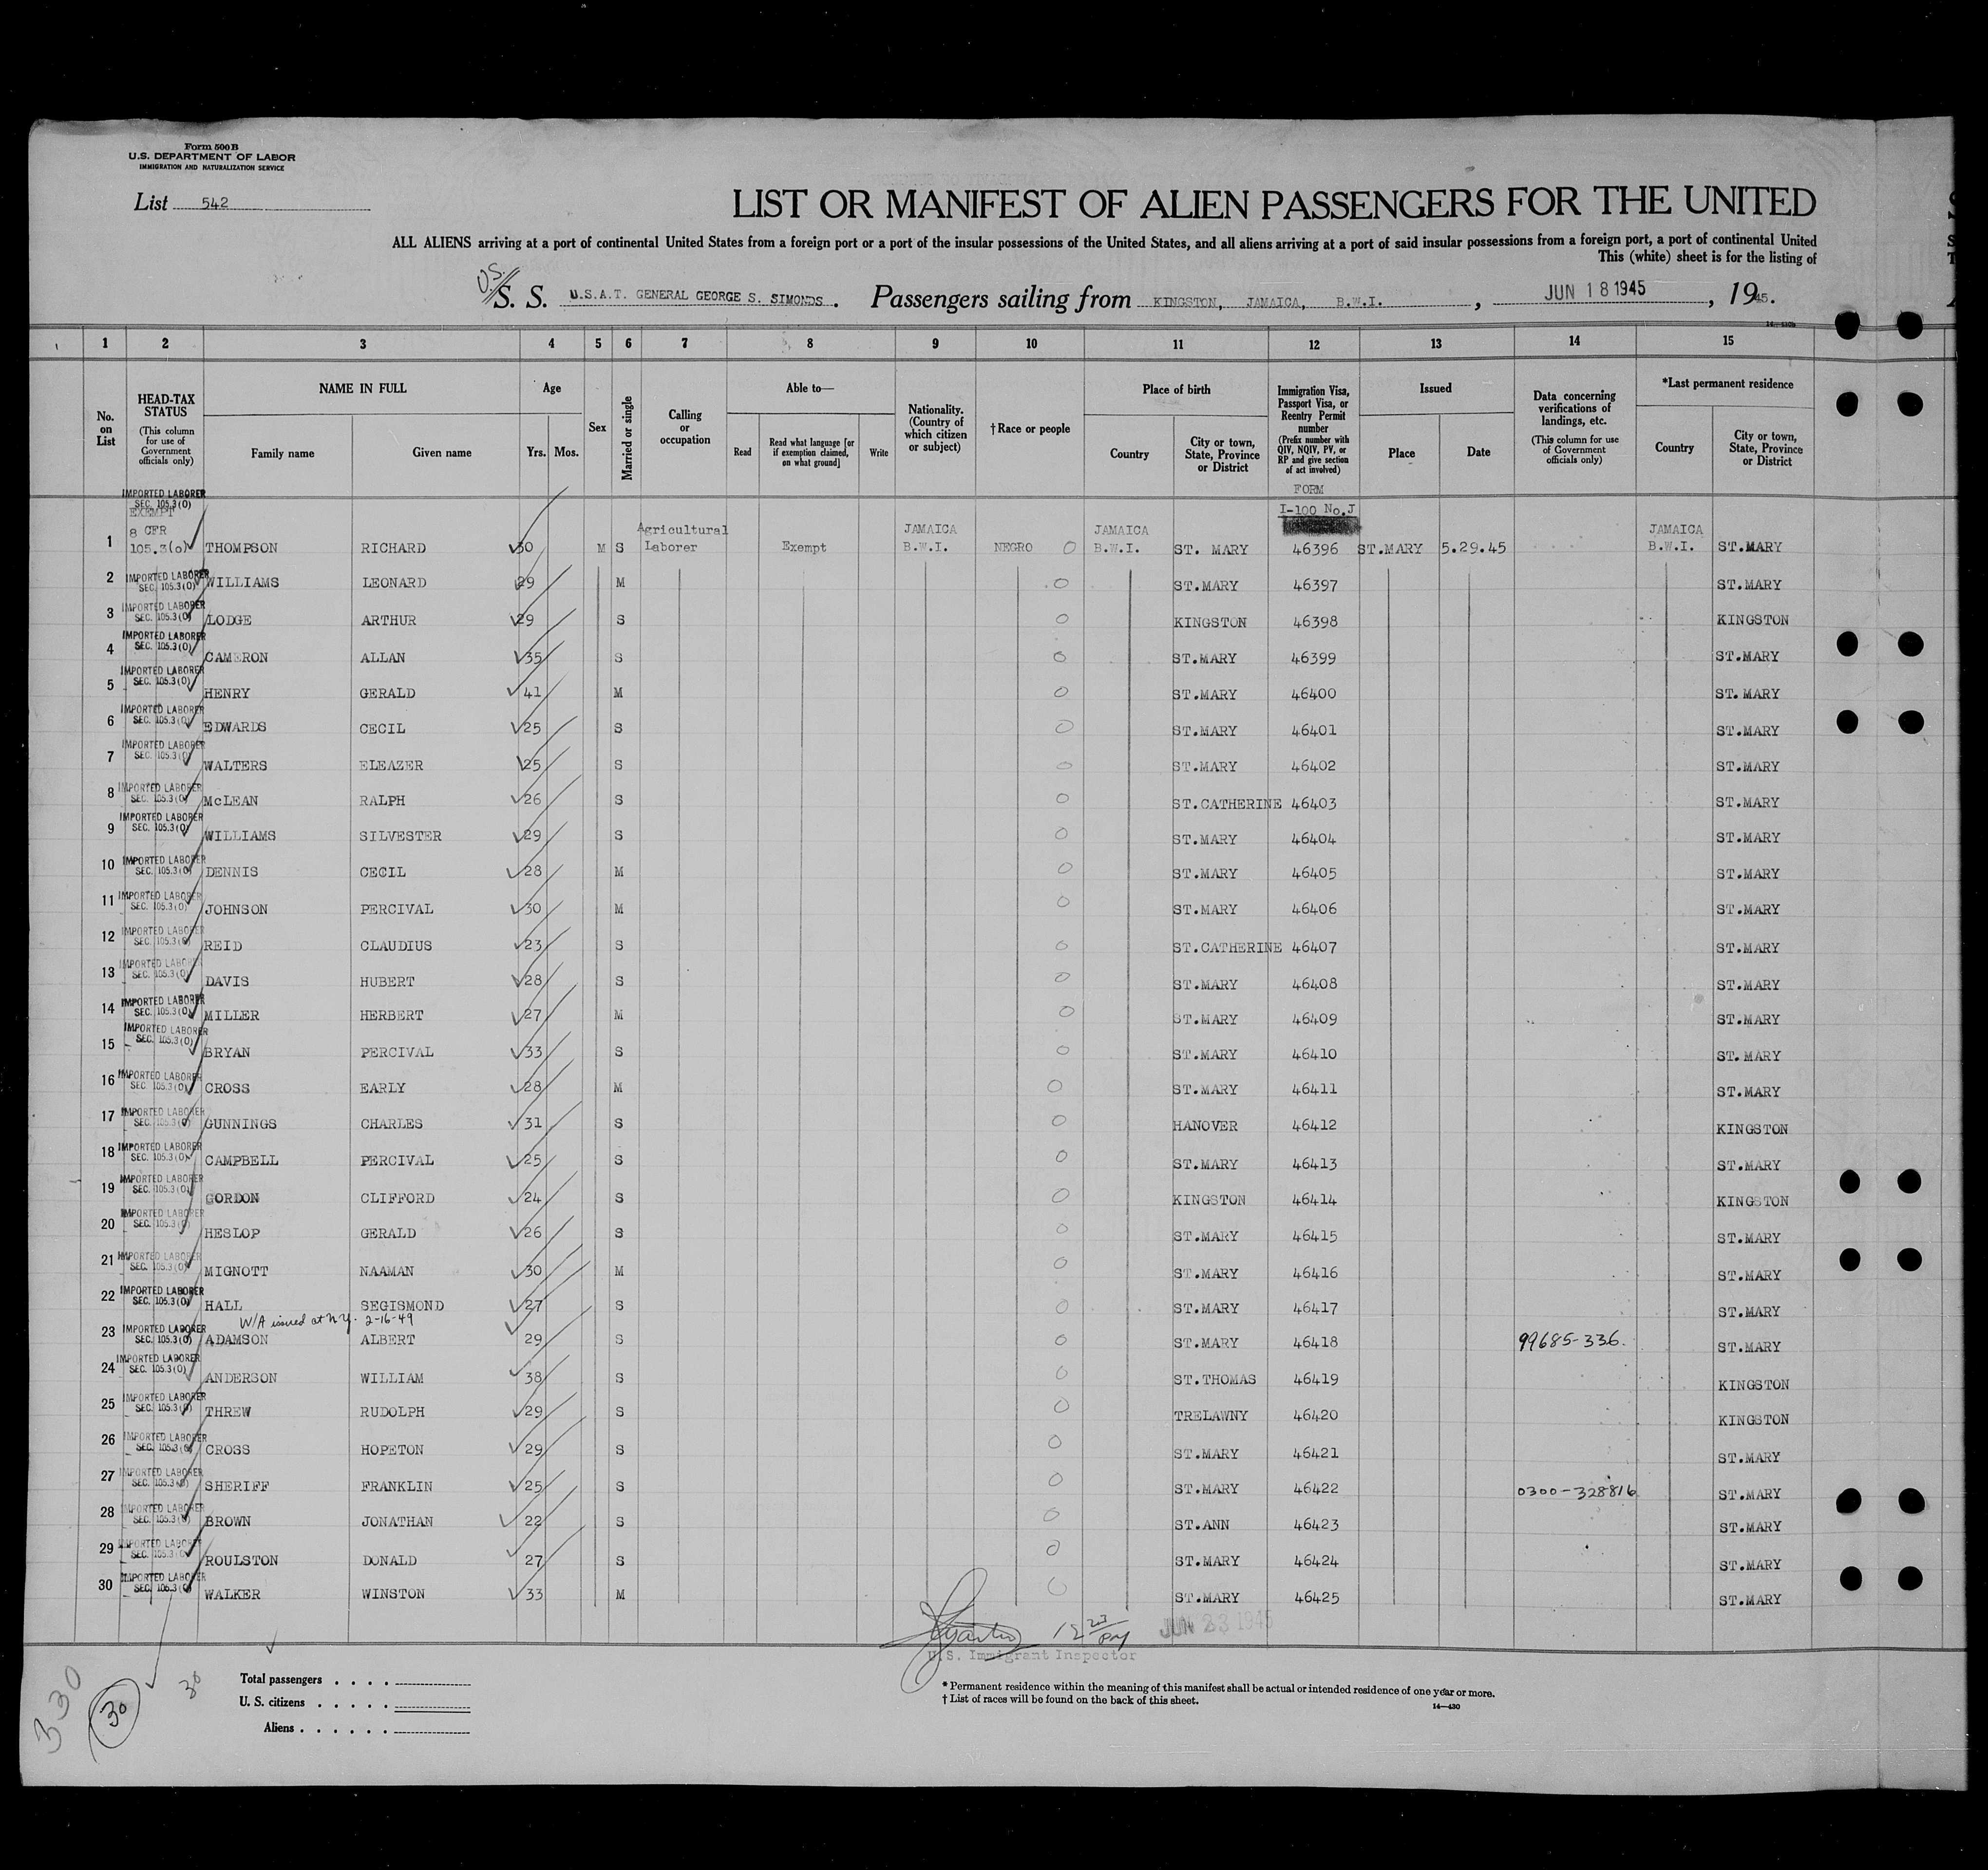 Form 500 B
U.S. DEPARTMENT OF LABOR
IMMIGRATION AND NATURALIZATION SERVICE
List 542
LIST OR MANIFEST OF ALIEN PASSENGERS FOR THE UNITED
ALL ALIENS arriving at a port of continental United States from a foreign port or a port of the insular possessions of the United States, and all aliens arriving at a port of said insular possessions from a foreign port, a port of continental United
This (white) sheet is for the listing of
U.S. S. S. U.S.A.T. GENERAL GEORGE S. SIMONDS. Passengers sailing from KINGSTON, JAMAICA, B.W.I. , JUN 18 1945 , 1945.
1 2 3 4 5 6 7 8 9 10 11 12 13 14 15
No. on List HEAD-TAX STATUS (This column for use of Government officials only) NAME IN FULL Family name Given name Age Yrs. Mos. Sex Married or single Calling or occupation Able to— Read Read what language [or if exemption claimed, on what ground] Write Nationality. (Country of which citizen or subject) †Race or people Place of birth Country City or town, State, Province or District Immigration Visa, Passport Visa, or Reentry Permit number (Prefix number with QIV, NQIV, PV, or RP and give section of act involved) Issued Place Date Data concerning verifications of landings, etc. (This column for use of Government officials only) *Last permanent residence Country City or town, State, Province or District
FORM
I-100 No.J
1 IMPORTED LABORER SEC. 105.3(O) EXEMPT 8 CFR 105.3(o) THOMPSON RICHARD 30 M S Agricultural Laborer Exempt JAMAICA B.W.I. NEGRO JAMAICA B.W.I. ST. MARY 46396 ST.MARY 5.29.45 JAMAICA B.W.I. ST.MARY
2 IMPORTED LABORER SEC. 105.3(O) WILLIAMS LEONARD 29 M ST.MARY 46397 ST.MARY
3 IMPORTED LABORER SEC. 105.3(O) LODGE ARTHUR 29 S KINGSTON 46398 KINGSTON
4 IMPORTED LABORER SEC. 105.3(O) CAMERON ALLAN 35 S ST.MARY 46399 ST.MARY
5 IMPORTED LABORER SEC. 105.3(O) HENRY GERALD 41 M ST.MARY 46400 ST.MARY
6 IMPORTED LABORER SEC. 105.3(O) EDWARDS CECIL 25 S ST.MARY 46401 ST.MARY
7 IMPORTED LABORER SEC. 105.3(O) WALTERS ELEAZER 25 S ST.MARY 46402 ST.MARY
8 IMPORTED LABORER SEC. 105.3(O) McLEAN RALPH 26 S ST.CATHERINE 46403 ST.MARY
9 IMPORTED LABORER SEC. 105.3(O) WILLIAMS SILVESTER 29 S ST.MARY 46404 ST.MARY
10 IMPORTED LABORER SEC. 105.3(O) DENNIS CECIL 28 M ST.MARY 46405 ST.MARY
11 IMPORTED LABORER SEC. 105.3(O) JOHNSON PERCIVAL 30 M ST.MARY 46406 ST.MARY
12 IMPORTED LABORER SEC. 105.3(O) REID CLAUDIUS 23 S ST.CATHERINE 46407 ST.MARY
13 IMPORTED LABORER SEC. 105.3(O) DAVIS HUBERT 28 S ST.MARY 46408 ST.MARY
14 IMPORTED LABORER SEC. 105.3(O) MILLER HERBERT 27 M ST.MARY 46409 ST.MARY
15 IMPORTED LABORER SEC. 105.3(O) BRYAN PERCIVAL 33 S ST.MARY 46410 ST.MARY
16 IMPORTED LABORER SEC. 105.3(O) CROSS EARLY 28 M ST.MARY 46411 ST.MARY
17 IMPORTED LABORER SEC. 105.3(O) GUNNINGS CHARLES 31 S HANOVER 46412 KINGSTON
18 IMPORTED LABORER SEC. 105.3(O) CAMPBELL PERCIVAL 25 S ST.MARY 46413 ST.MARY
19 IMPORTED LABORER SEC. 105.3(O) GORDON CLIFFORD 24 S KINGSTON 46414 KINGSTON
20 IMPORTED LABORER SEC. 105.3(O) HESLOP GERALD 26 S ST.MARY 46415 ST.MARY
21 IMPORTED LABORER SEC. 105.3(O) MIGNOTT NAAMAN 30 M ST.MARY 46416 ST.MARY
22 IMPORTED LABORER SEC. 105.3(O) HALL SEGISMOND 27 S ST.MARY 46417 ST.MARY
W/A issued at N.Y. 2-16-49
23 IMPORTED LABORER SEC. 105.3(O) ADAMSON ALBERT 29 S ST.MARY 46418 99685-336. ST.MARY
24 IMPORTED LABORER SEC. 105.3(O) ANDERSON WILLIAM 38 S ST.THOMAS 46419 KINGSTON
25 IMPORTED LABORER SEC. 105.3(O) THREW RUDOLPH 29 S TRELAWNY 46420 KINGSTON
26 IMPORTED LABORER SEC. 105.3(O) CROSS HOPETON 29 S ST.MARY 46421 ST.MARY
27 IMPORTED LABORER SEC. 105.3(O) SHERIFF FRANKLIN 25 S ST.MARY 46422 0300-328816 ST.MARY
28 IMPORTED LABORER SEC. 105.3(O) BROWN JONATHAN 22 S ST.ANN 46423 ST.MARY
29 IMPORTED LABORER SEC. 105.3(O) ROULSTON DONALD 27 S ST.MARY 46424 ST.MARY
30 IMPORTED LABORER SEC. 105.3(O) WALKER WINSTON 33 M ST.MARY 46425 ST.MARY
12 23 PM JUN 23 1945
U.S. Immigrant Inspector
330 30 30
Total passengers . . . .
U. S. citizens . . . . .
Aliens . . . . . .
* Permanent residence within the meaning of this manifest shall be actual or intended residence of one year or more.
† List of races will be found on the back of this sheet.
14—430